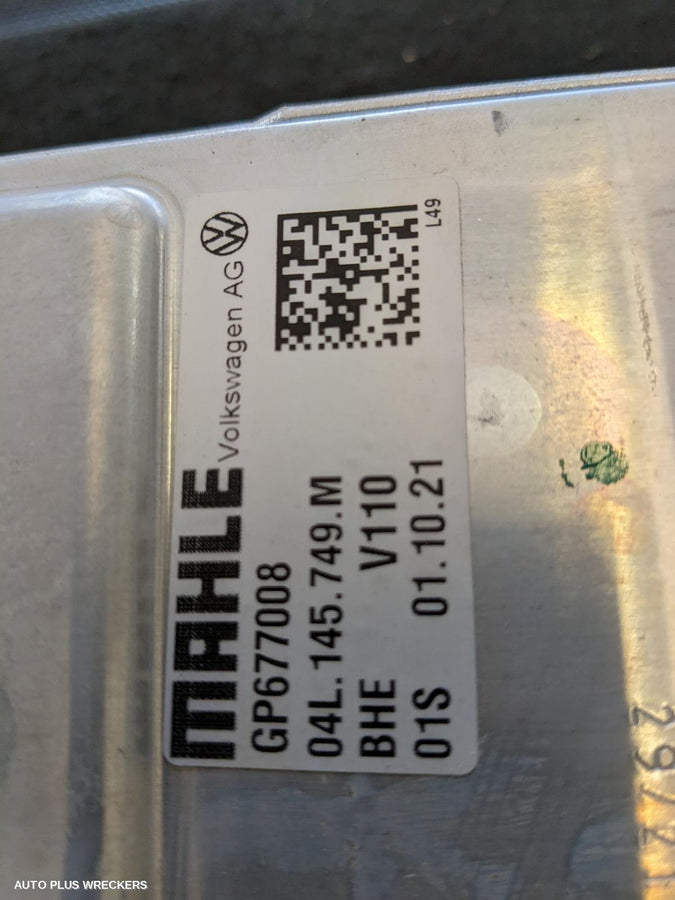 MAHLE Volkswagen AG
GP677008
04L.145.749.M
BHE V110
01S 01.10.21
L49
AUTO PLUS WRECKERS